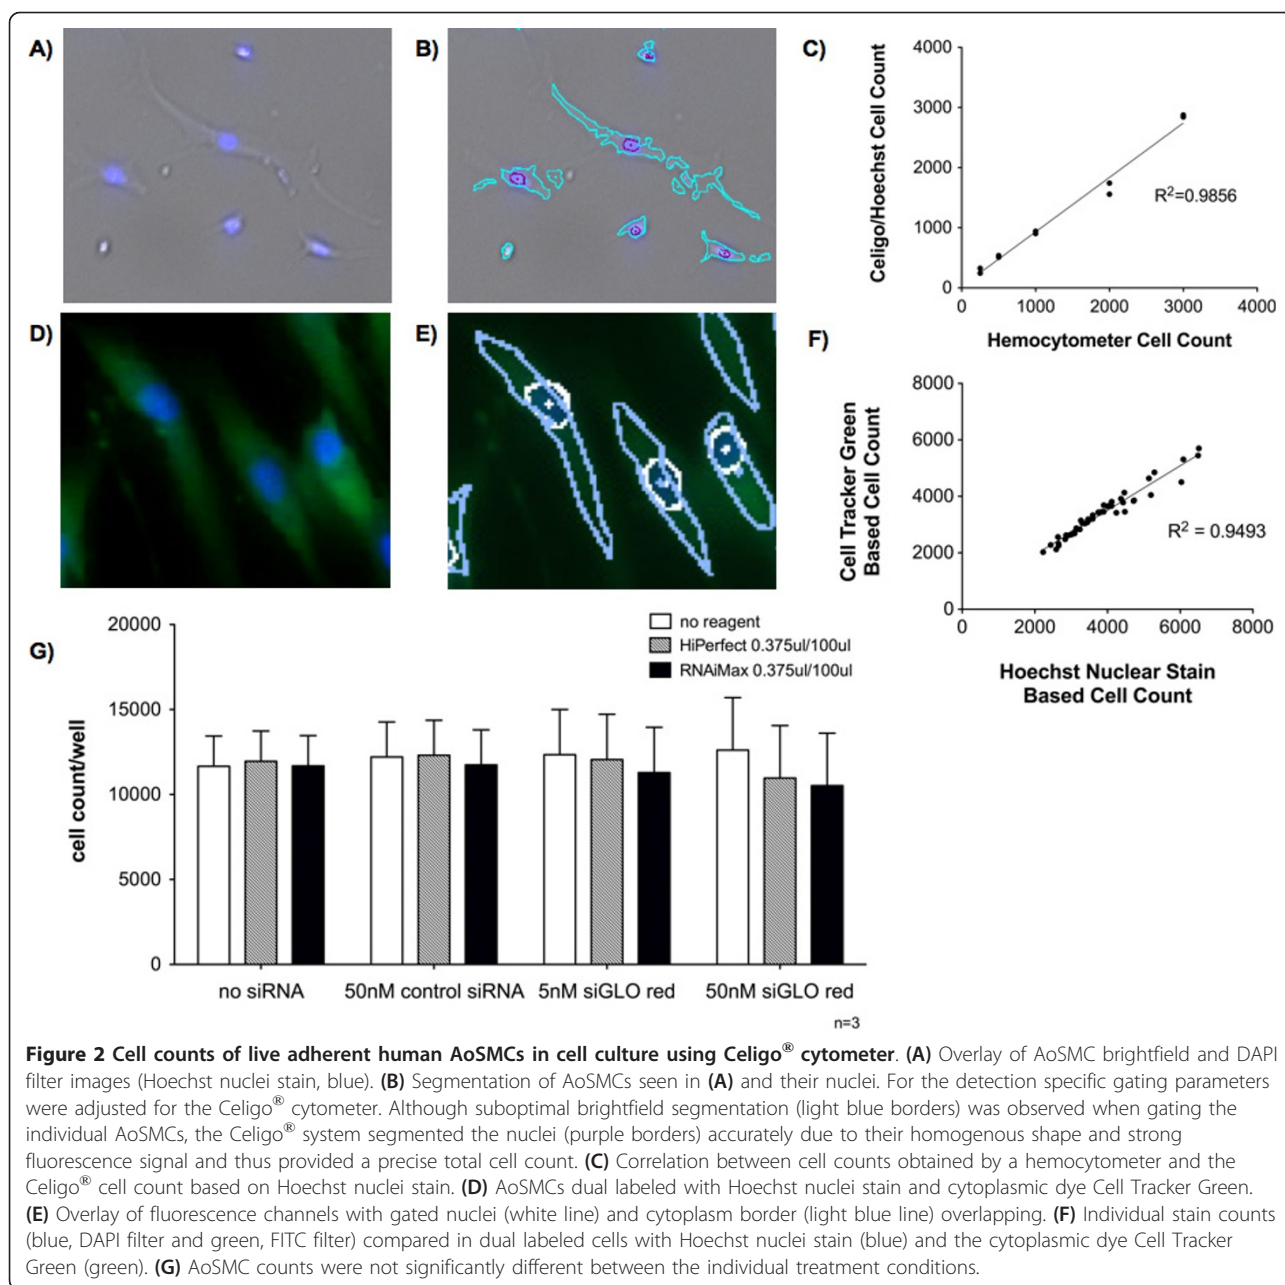 A)
B)
C)
4000
3000
2000
1000
0
Celigo/Hoechst Cell Count
R²=0.9856
0 1000 2000 3000 4000
Hemocytometer Cell Count
D)
E)
F)
8000
6000
4000
2000
0
Cell Tracker Green
Based Cell Count
R² = 0.9493
0 2000 4000 6000 8000
Hoechst Nuclear Stain
Based Cell Count
G)
20000
15000
10000
5000
0
cell count/well
no reagent
HiPerfect 0.375ul/100ul
RNAiMax 0.375ul/100ul
no siRNA 50nM control siRNA 5nM siGLO red 50nM siGLO red
n=3
Figure 2 Cell counts of live adherent human AoSMCs in cell culture using Celigo® cytometer. (A) Overlay of AoSMC brightfield and DAPI
filter images (Hoechst nuclei stain, blue). (B) Segmentation of AoSMCs seen in (A) and their nuclei. For the detection specific gating parameters
were adjusted for the Celigo® cytometer. Although suboptimal brightfield segmentation (light blue borders) was observed when gating the
individual AoSMCs, the Celigo® system segmented the nuclei (purple borders) accurately due to their homogenous shape and strong
fluorescence signal and thus provided a precise total cell count. (C) Correlation between cell counts obtained by a hemocytometer and the
Celigo® cell count based on Hoechst nuclei stain. (D) AoSMCs dual labeled with Hoechst nuclei stain and cytoplasmic dye Cell Tracker Green.
(E) Overlay of fluorescence channels with gated nuclei (white line) and cytoplasm border (light blue line) overlapping. (F) Individual stain counts
(blue, DAPI filter and green, FITC filter) compared in dual labeled cells with Hoechst nuclei stain (blue) and the cytoplasmic dye Cell Tracker
Green (green). (G) AoSMC counts were not significantly different between the individual treatment conditions.